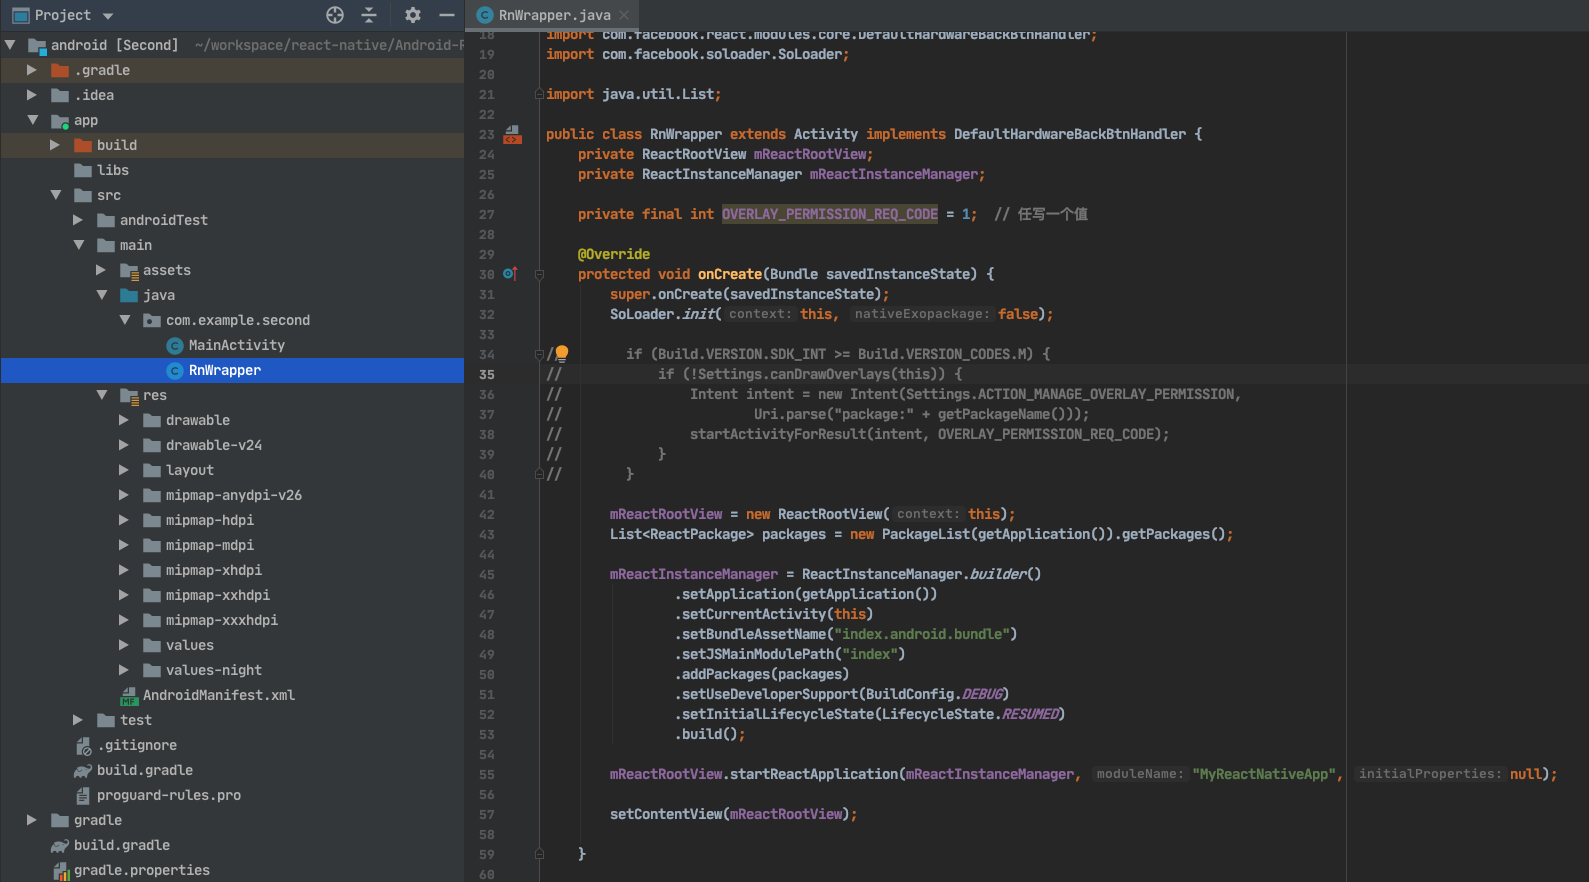 Project
android [Second] ~/workspace/react-native/Android-R
.gradle
.idea
app
build
libs
src
androidTest
main
assets
java
com.example.second
MainActivity
RnWrapper
res
drawable
drawable-v24
layout
mipmap-anydpi-v26
mipmap-hdpi
mipmap-mdpi
mipmap-xhdpi
mipmap-xxhdpi
mipmap-xxxhdpi
values
values-night
AndroidManifest.xml
test
.gitignore
build.gradle
proguard-rules.pro
gradle
build.gradle
gradle.properties
RnWrapper.java
18 import com.facebook.react.modules.core.DefaultHardwareBackBtnHandler;
19 import com.facebook.soloader.SoLoader;
20
21 import java.util.List;
22
23 public class RnWrapper extends Activity implements DefaultHardwareBackBtnHandler {
24 private ReactRootView mReactRootView;
25 private ReactInstanceManager mReactInstanceManager;
26
27 private final int OVERLAY_PERMISSION_REQ_CODE = 1; // 任写一个值
28
29 @Override
30 protected void onCreate(Bundle savedInstanceState) {
31 super.onCreate(savedInstanceState);
32 SoLoader.init( context: this, nativeExopackage: false);
33
34 // if (Build.VERSION.SDK_INT >= Build.VERSION_CODES.M) {
35 // if (!Settings.canDrawOverlays(this)) {
36 // Intent intent = new Intent(Settings.ACTION_MANAGE_OVERLAY_PERMISSION,
37 // Uri.parse("package:" + getPackageName()));
38 // startActivityForResult(intent, OVERLAY_PERMISSION_REQ_CODE);
39 // }
40 // }
41
42 mReactRootView = new ReactRootView( context: this);
43 List<ReactPackage> packages = new PackageList(getApplication()).getPackages();
44
45 mReactInstanceManager = ReactInstanceManager.builder()
46 .setApplication(getApplication())
47 .setCurrentActivity(this)
48 .setBundleAssetName("index.android.bundle")
49 .setJSMainModulePath("index")
50 .addPackages(packages)
51 .setUseDeveloperSupport(BuildConfig.DEBUG)
52 .setInitialLifecycleState(LifecycleState.RESUMED)
53 .build();
54
55 mReactRootView.startReactApplication(mReactInstanceManager, moduleName: "MyReactNativeApp", initialProperties: null);
56
57 setContentView(mReactRootView);
58
59 }
60